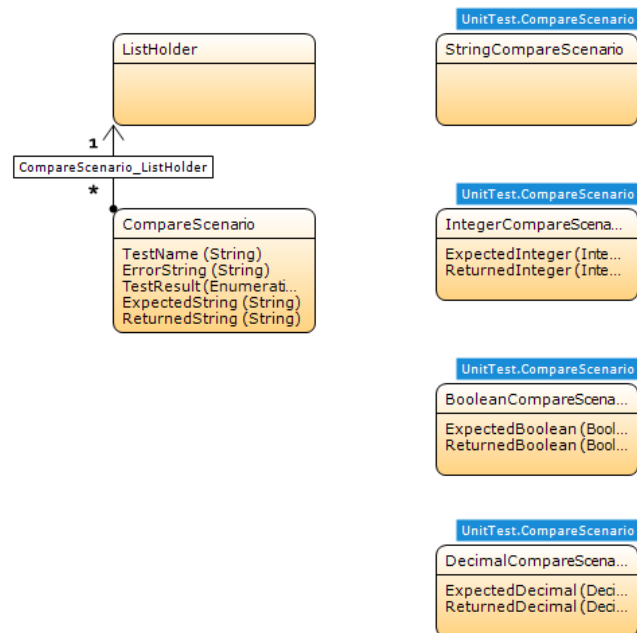 ListHolder
1
CompareScenario_ListHolder
*
CompareScenario
TestName (String)
ErrorString (String)
TestResult (Enumerati...
ExpectedString (String)
ReturnedString (String)
UnitTest.CompareScenario
StringCompareScenario
UnitTest.CompareScenario
IntegerCompareScena...
ExpectedInteger (Inte...
ReturnedInteger (Inte...
UnitTest.CompareScenario
BooleanCompareScena...
ExpectedBoolean (Bool...
ReturnedBoolean (Bool...
UnitTest.CompareScenario
DecimalCompareScena...
ExpectedDecimal (Deci...
ReturnedDecimal (Deci...